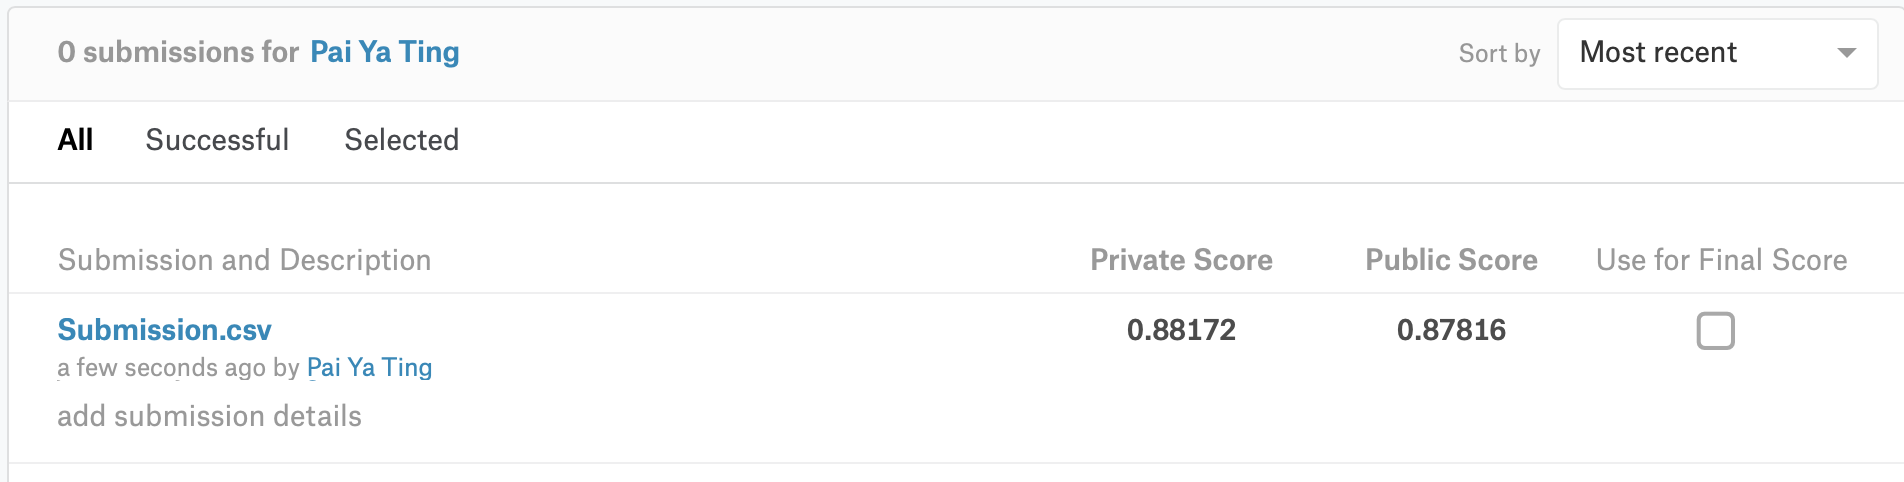 0 submissions for Pai Ya Ting
Sort by Most recent
All Successful Selected
Submission and Description Private Score Public Score Use for Final Score
Submission.csv 0.88172 0.87816
a few seconds ago by Pai Ya Ting
add submission details